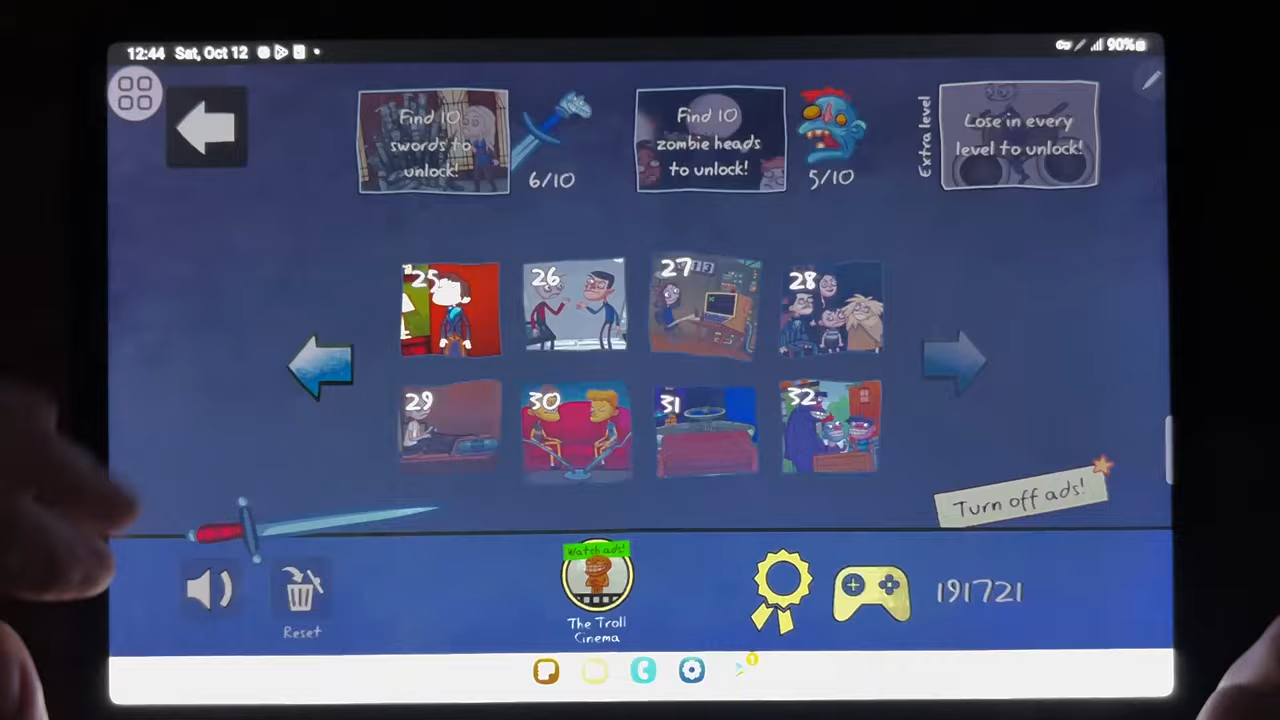 12:44 Sat, Oct 12
90%
Find 10
swords to
unlock!
6/10
Find 10
zombie heads
to unlock!
5/10
Extra level
Lose in every
level to unlock!
25
26
27
13
28
29
30
31
32
Turn off ads!
Reset
Watch ads!
The Troll
Cinema
191721
1